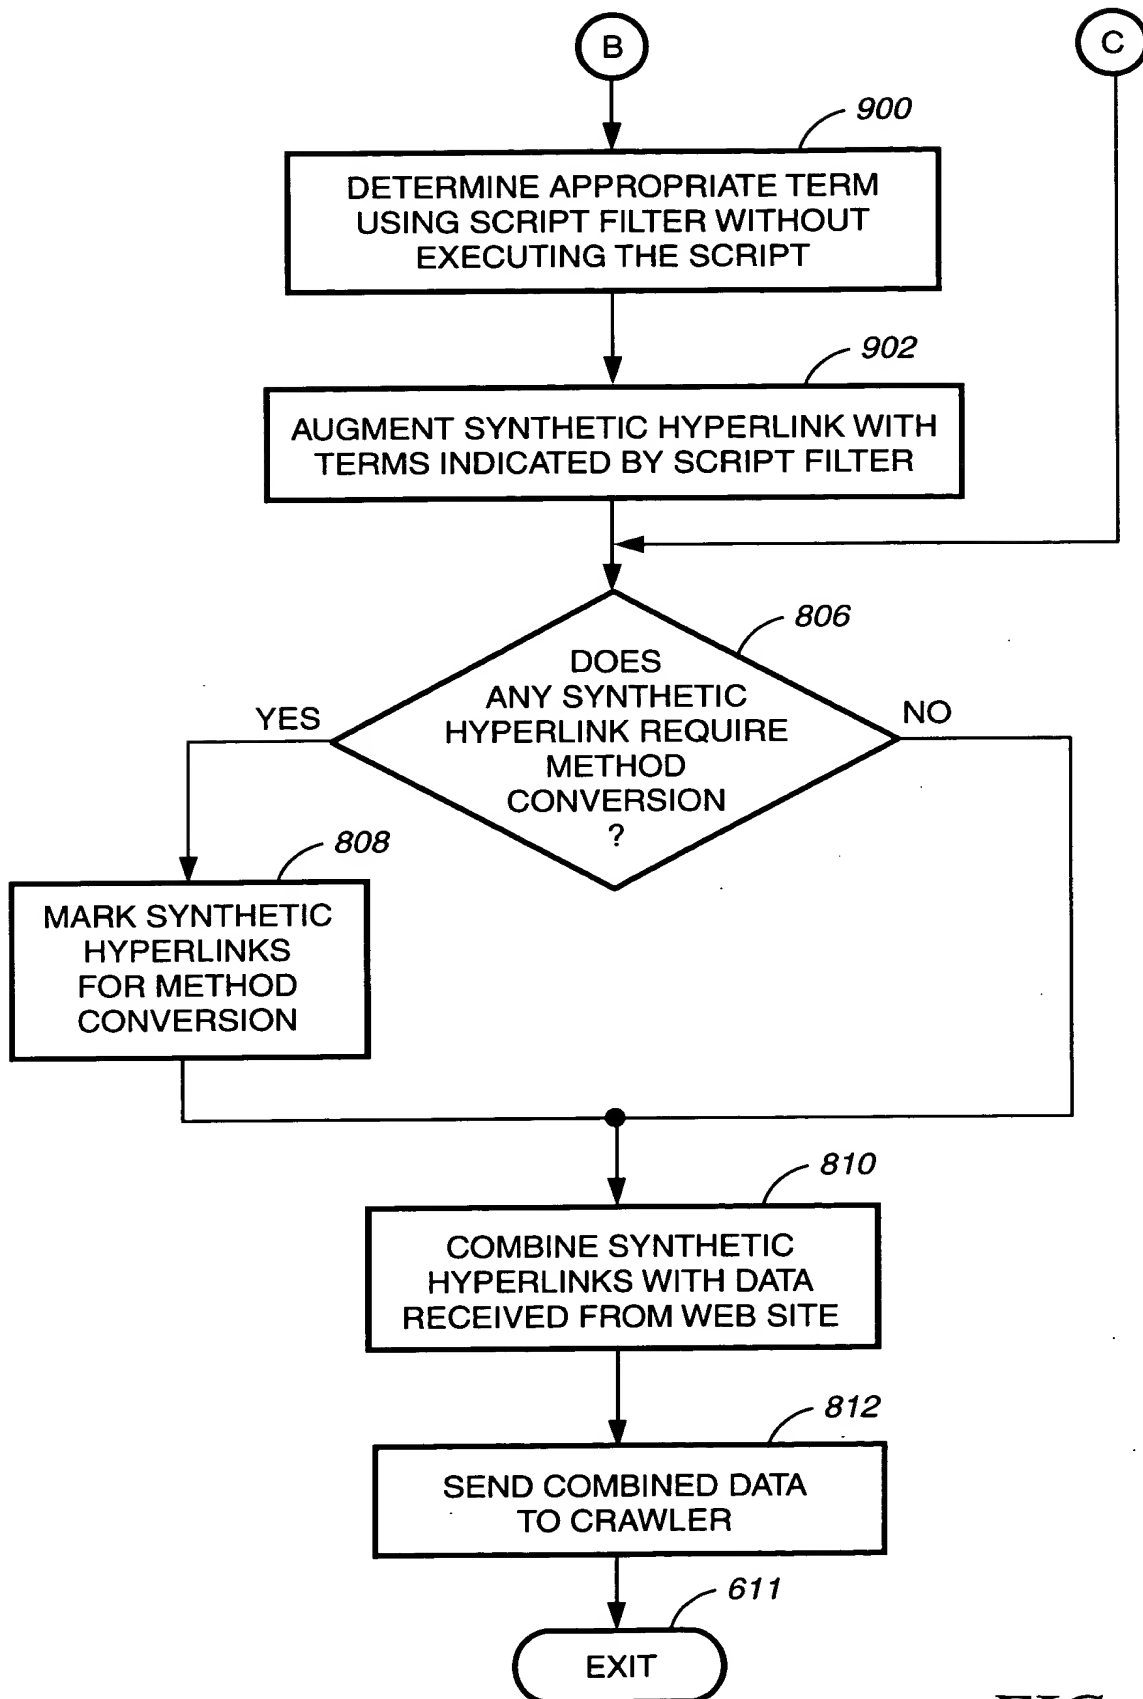 B
C
900
DETERMINE APPROPRIATE TERM
USING SCRIPT FILTER WITHOUT
EXECUTING THE SCRIPT
902
AUGMENT SYNTHETIC HYPERLINK WITH
TERMS INDICATED BY SCRIPT FILTER
806
DOES
ANY SYNTHETIC
HYPERLINK REQUIRE
METHOD
CONVERSION
?
YES
NO
808
MARK SYNTHETIC
HYPERLINKS
FOR METHOD
CONVERSION
810
COMBINE SYNTHETIC
HYPERLINKS WITH DATA
RECEIVED FROM WEB SITE
812
SEND COMBINED DATA
TO CRAWLER
611
EXIT